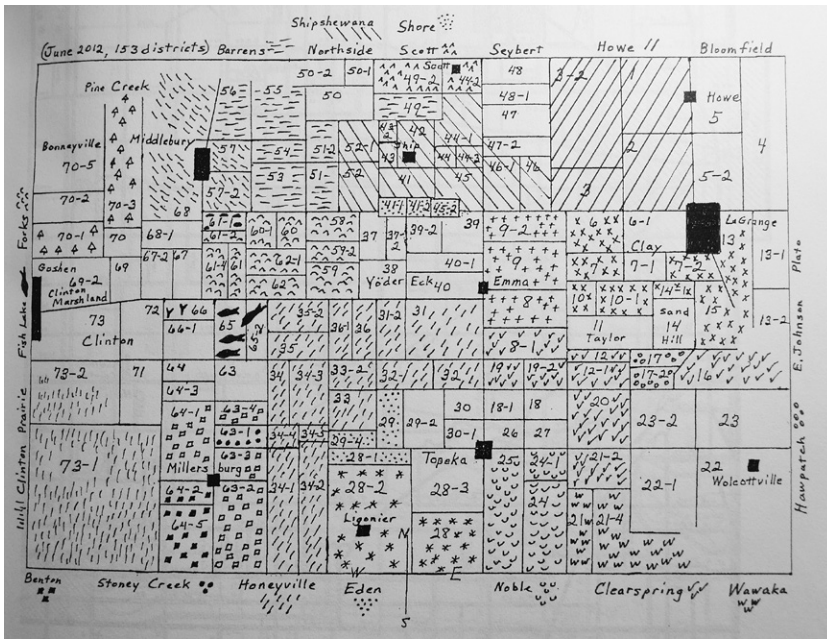 Shipshewana Shore
(June 2012, 153 districts) Barrens Northside Scott Seybert Howe Bloomfield
Pine Creek 56 55 50-2 50-1 Scott 49-2 44-2 48 3-2 1 Howe 5 4
50 49 48-1
47
Bonneyville 70-5 Middlebury 57 54 51-2 52-1 43-2 42 Ship 44-1 47-2 2
43 44 44-3 46-1 46
70-2 70-3 57-2 53 51- 52 41 45 3 5-2
68 41-1 41-3 45-2
Forks 70-1 70 68-1 61- 61-2 60-1 60 58- 37 37-2 39-2 39 9-2 6 6-1 Clay LaGrange 13 13-1 Plato
67-2 67 61-4 61 62-1 59-2 40-1 9 7 7-1 7-2
Goshen 69-2 69 62 59 38 Yoder Eck 40 Emma 10 10-1 14-1
Clinton Marshland
Fish Lake 73 Clinton 72 66 65 65-2 35-2 36-1 36 31-2 31 8 11 Taylor Sand 14 Hill 15 13-2 E. Johnson
66-1 35 8-1
73-2 71 64 63 34 34-3 33-2 32-1 32 19 19-2 12 12-1 17 17-2 16
64-3 33
Clinton Prairie 64-1 63-4 29 29-2 30 18-1 18 20 23-2 23
63-1 34-4 34-3 29-4 30-1 26 27
73-1 Millersburg 63-3 28-1 Topeka 25 24-1 21-2 22 Wolcottville Hawpatch
64-2 63-2 34-1 34-2 28-2 28-3 24 22-1
64-5 Ligonier N 28 21 21-4
W E
Benton Stoney Creek Honeyville Eden Noble Clearspring Wawaka
S